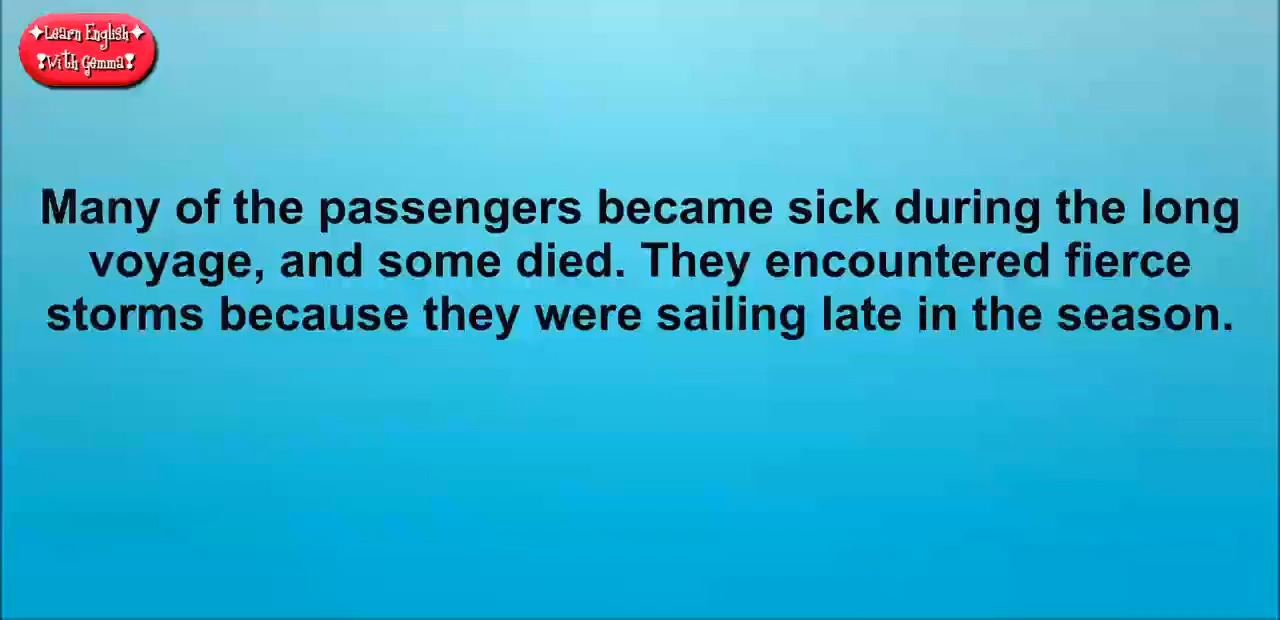 ✦Learn English✦
❣With Gemma❣
Many of the passengers became sick during the long
voyage, and some died. They encountered fierce
storms because they were sailing late in the season.